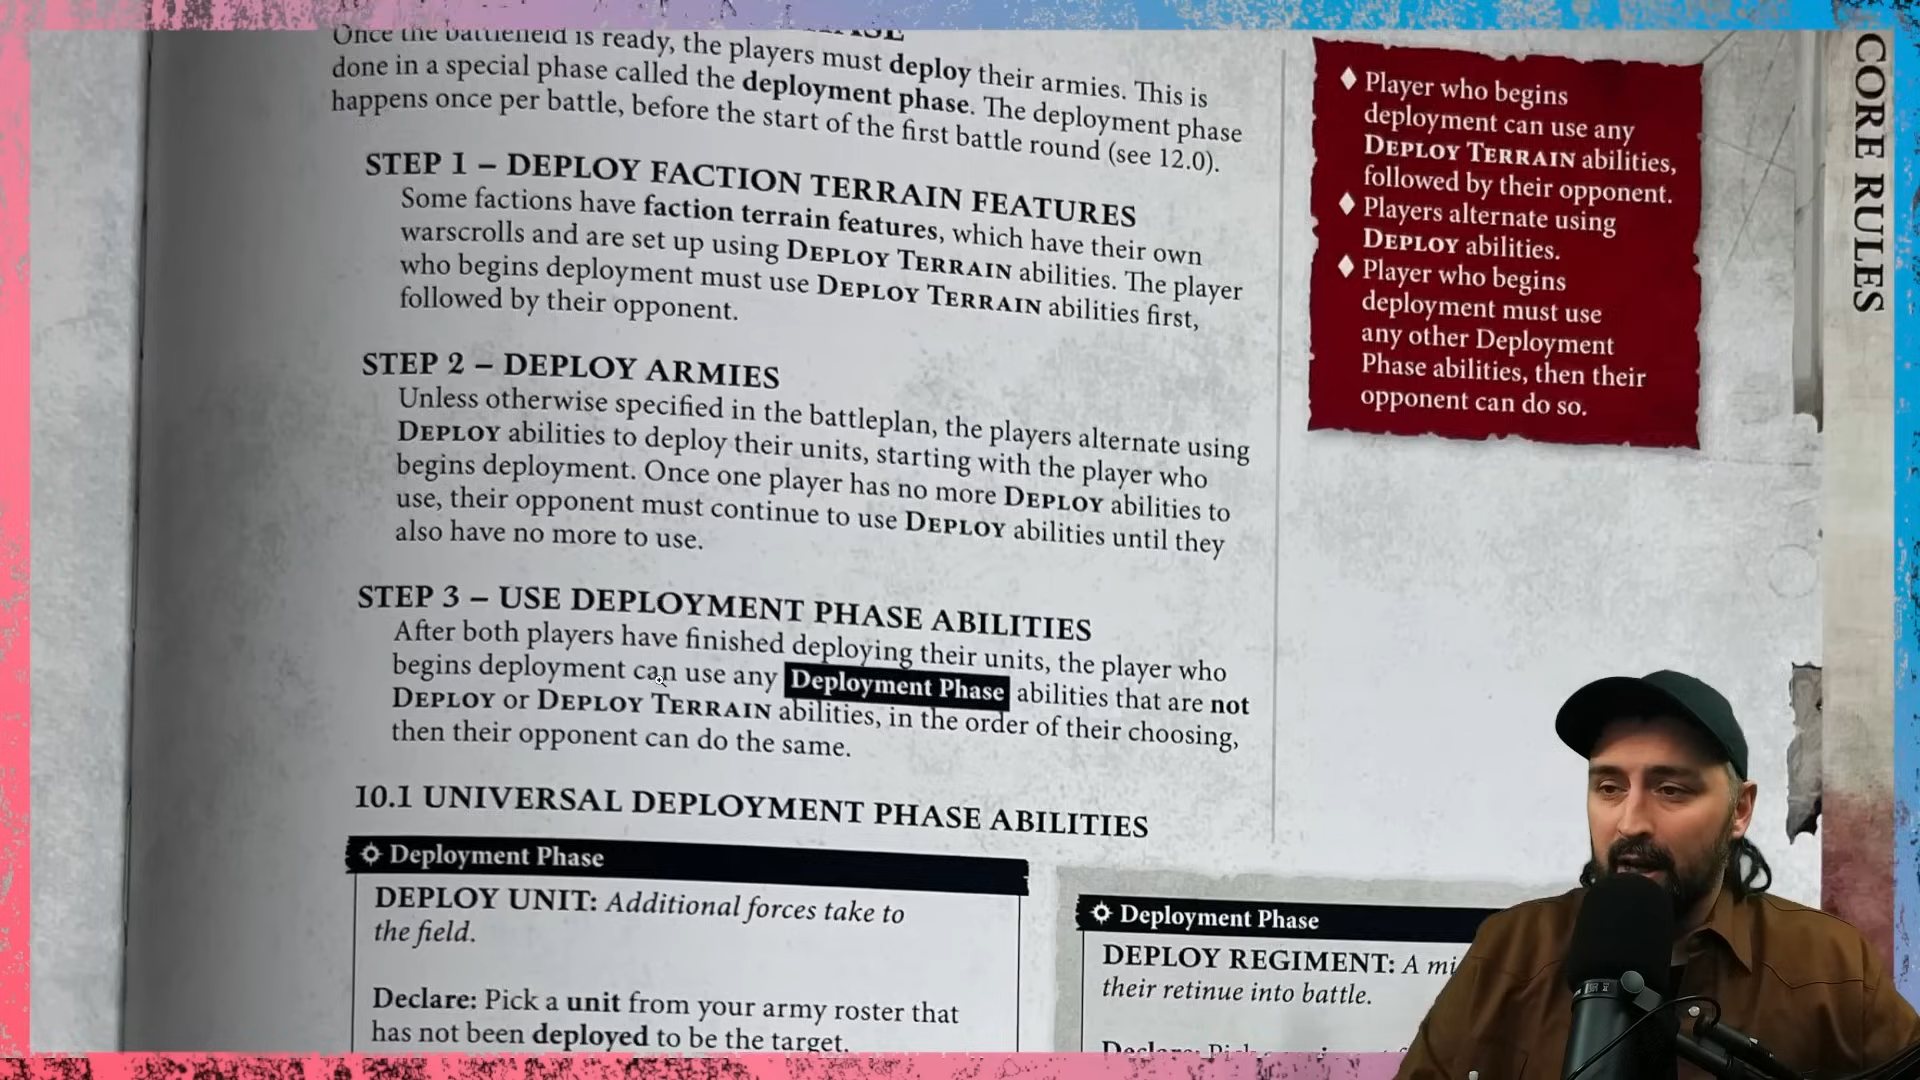 Once the battlefield is ready, the players must deploy their armies. This is
done in a special phase called the deployment phase. The deployment phase
happens once per battle, before the start of the first battle round (see 12.0).
STEP 1 – DEPLOY FACTION TERRAIN FEATURES
Some factions have faction terrain features, which have their own
warscrolls and are set up using DEPLOY TERRAIN abilities. The player
who begins deployment must use DEPLOY TERRAIN abilities first,
followed by their opponent.
STEP 2 – DEPLOY ARMIES
Unless otherwise specified in the battleplan, the players alternate using
DEPLOY abilities to deploy their units, starting with the player who
begins deployment. Once one player has no more DEPLOY abilities to
use, their opponent must continue to use DEPLOY abilities until they
also have no more to use.
STEP 3 – USE DEPLOYMENT PHASE ABILITIES
After both players have finished deploying their units, the player who
begins deployment can use any Deployment Phase abilities that are not
DEPLOY or DEPLOY TERRAIN abilities, in the order of their choosing,
then their opponent can do the same.
10.1 UNIVERSAL DEPLOYMENT PHASE ABILITIES
Deployment Phase
DEPLOY UNIT: Additional forces take to
the field.
Declare: Pick a unit from your army roster that
has not been deployed to be the target.
Deployment Phase
DEPLOY REGIMENT: A
their retinue into battle.
♦ Player who begins
deployment can use any
DEPLOY TERRAIN abilities,
followed by their opponent.
♦ Players alternate using
DEPLOY abilities.
♦ Player who begins
deployment must use
any other Deployment
Phase abilities, then their
opponent can do so.
CORE RULES